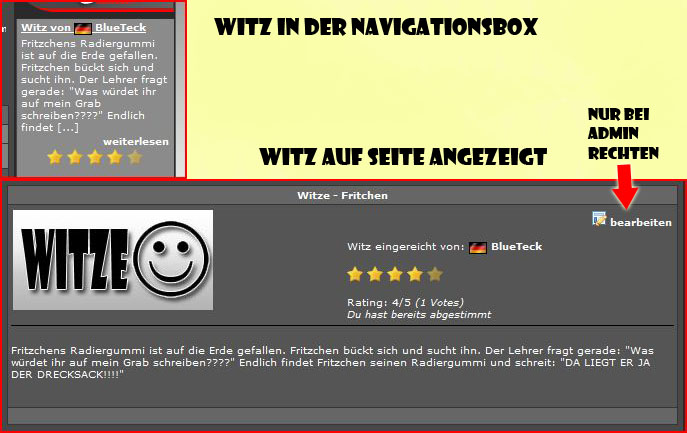 Witz von BlueTeck
Fritzchens Radiergummi
ist auf die Erde gefallen.
Fritzchen bückt sich und
sucht ihn. Der Lehrer fragt
gerade: "Was würdet ihr
auf mein Grab
schreiben????" Endlich
findet [...]
weiterlesen
WITZ IN DER NAVIGATIONSBOX
WITZ AUF SEITE ANGEZEIGT
NUR BEI
ADMIN
RECHTEN
Witze - Fritchen
bearbeiten
WITZE
Witz eingereicht von: BlueTeck
Rating: 4/5 (1 Votes)
Du hast bereits abgestimmt
Fritzchens Radiergummi ist auf die Erde gefallen. Fritzchen bückt sich und sucht ihn. Der Lehrer fragt gerade: "Was
würdet ihr auf mein Grab schreiben????" Endlich findet Fritzchen seinen Radiergummi und schreit: "DA LIEGT ER JA
DER DRECKSACK!!!!"